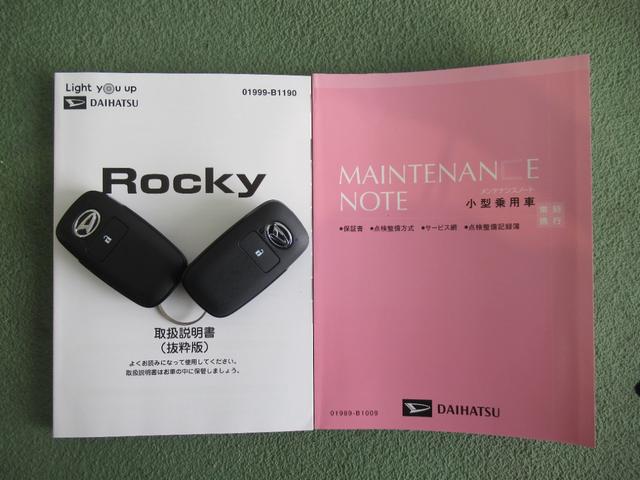 Light you up
DAIHATSU
01999-B1190
Rocky
取扱説明書
（抜粋版）
よくお読みになって使用してください。
取扱説明書はお車の中に保管しましょう。
MAINTENANCE
NOTE
メンテナンスノート
小型乗用車
•保証書 •点検整備方式 •サービス網 •点検整備記録簿
携行
01989-B1009
DAIHATSU